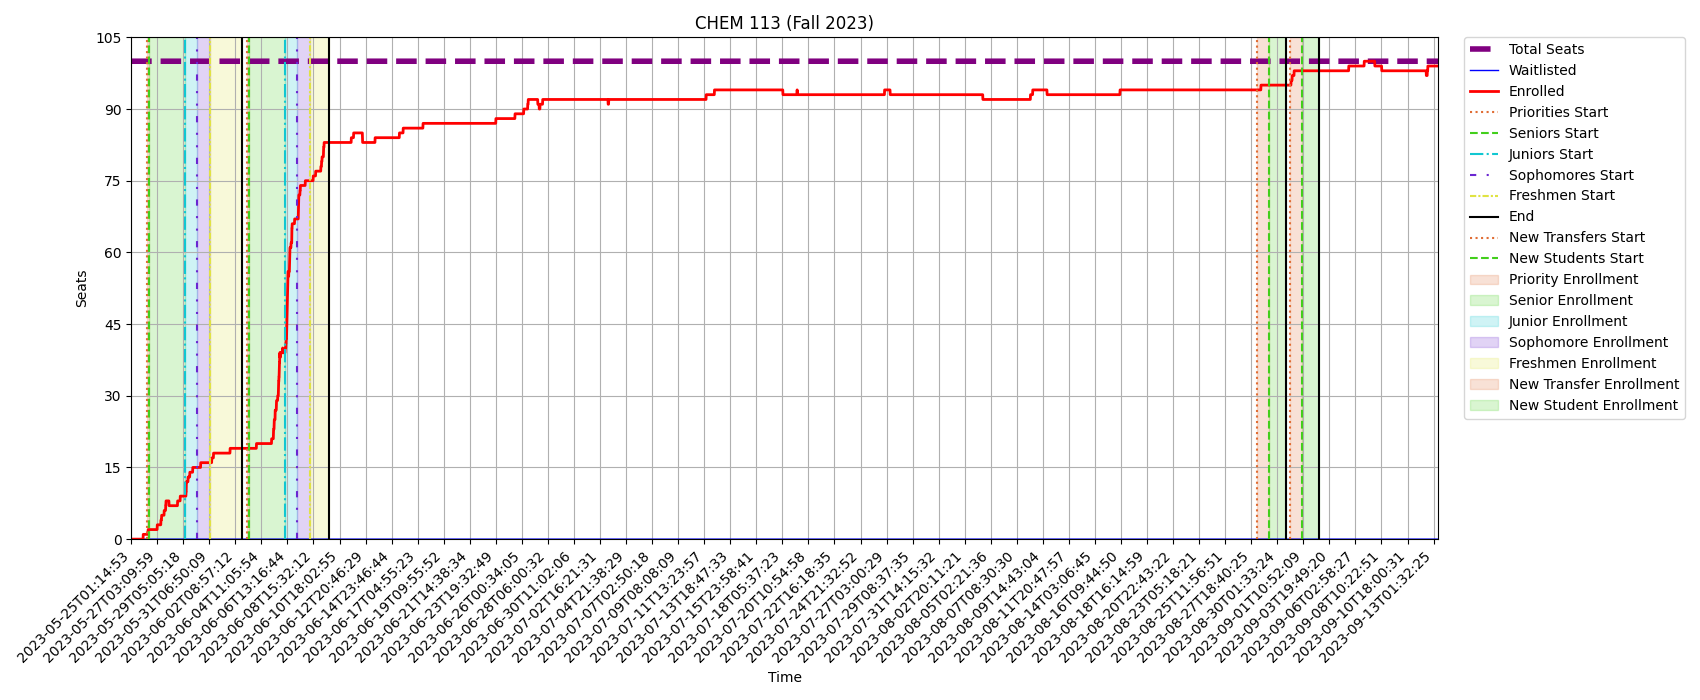 CHEM 113 (Fall 2023)
105
90
75
60
45
30
15
0
Seats
2023-05-25T01:14:53
2023-05-27T03:09:59
2023-05-29T05:05:18
2023-05-31T06:50:09
2023-06-02T08:57:12
2023-06-04T11:05:54
2023-06-06T13:16:44
2023-06-08T15:32:12
2023-06-10T18:02:55
2023-06-12T20:46:29
2023-06-14T23:46:44
2023-06-17T04:55:23
2023-06-19T09:55:52
2023-06-21T14:38:34
2023-06-23T19:32:49
2023-06-26T00:34:05
2023-06-28T06:00:32
2023-06-30T11:02:06
2023-07-02T16:21:31
2023-07-04T21:38:29
2023-07-07T02:50:18
2023-07-09T08:08:09
2023-07-11T13:23:57
2023-07-13T18:47:33
2023-07-15T23:58:41
2023-07-18T05:37:23
2023-07-20T10:54:58
2023-07-22T16:18:35
2023-07-24T21:32:52
2023-07-27T03:00:29
2023-07-29T08:37:35
2023-07-31T14:15:32
2023-08-02T20:11:21
2023-08-05T02:21:36
2023-08-07T08:30:30
2023-08-09T14:43:04
2023-08-11T20:47:57
2023-08-14T03:06:45
2023-08-16T09:44:50
2023-08-18T16:14:59
2023-08-20T22:43:22
2023-08-23T05:18:21
2023-08-25T11:56:51
2023-08-27T18:40:25
2023-08-30T01:33:24
2023-09-01T10:52:09
2023-09-03T19:49:20
2023-09-06T02:58:27
2023-09-08T10:22:51
2023-09-10T18:00:31
2023-09-13T01:32:25
Time
Total Seats
Waitlisted
Enrolled
Priorities Start
Seniors Start
Juniors Start
Sophomores Start
Freshmen Start
End
New Transfers Start
New Students Start
Priority Enrollment
Senior Enrollment
Junior Enrollment
Sophomore Enrollment
Freshmen Enrollment
New Transfer Enrollment
New Student Enrollment